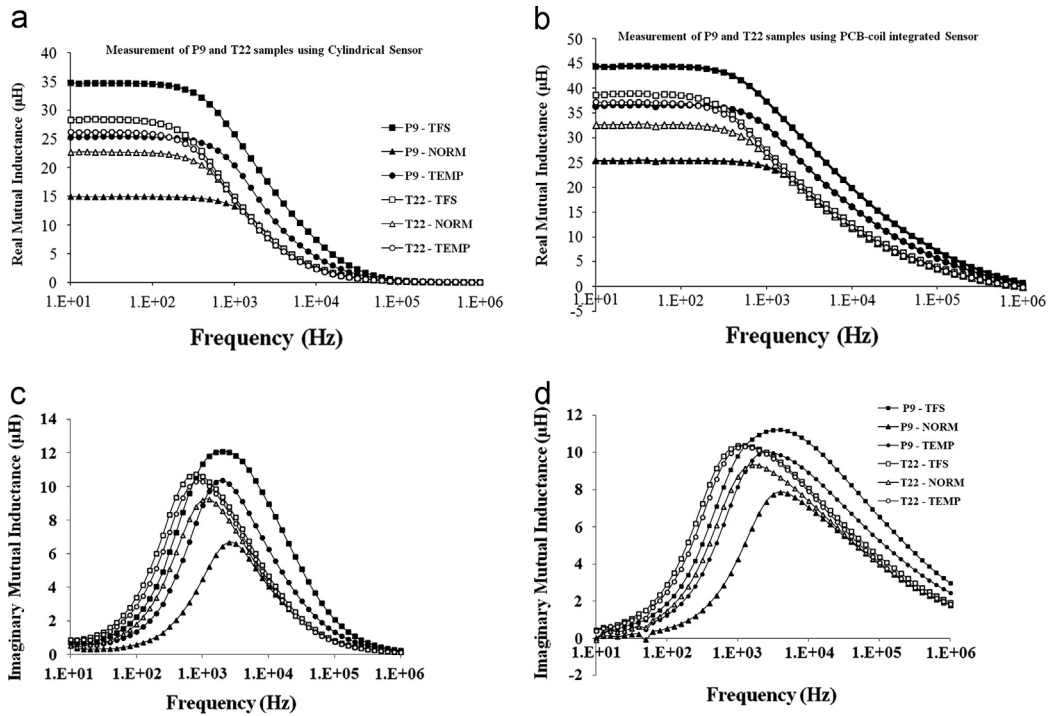 a
Measurement of P9 and T22 samples using Cylindrical Sensor
Real Mutual Inductance (µH)
40
35
30
25
20
15
10
5
0
1.E+01 1.E+02 1.E+03 1.E+04 1.E+05 1.E+06
Frequency (Hz)
P9 - TFS
P9 - NORM
P9 - TEMP
T22 - TFS
T22 - NORM
T22 - TEMP
b
Measurement of P9 and T22 samples using PCB-coil integrated Sensor
Real Mutual Inductance (µH)
50
45
40
35
30
25
20
15
10
5
0
-5
1.E+01 1.E+02 1.E+03 1.E+04 1.E+05 1.E+06
Frequency (Hz)
c
Imaginary Mutual Inductance (µH)
14
12
10
8
6
4
2
0
1.E+01 1.E+02 1.E+03 1.E+04 1.E+05 1.E+06
Frequency (Hz)
d
Imaginary Mutual Inductance (µH)
12
10
8
6
4
2
0
-2
1.E+01 1.E+02 1.E+03 1.E+04 1.E+05 1.E+06
Frequency (Hz)
P9 - TFS
P9 - NORM
P9 - TEMP
T22 - TFS
T22 - NORM
T22 - TEMP